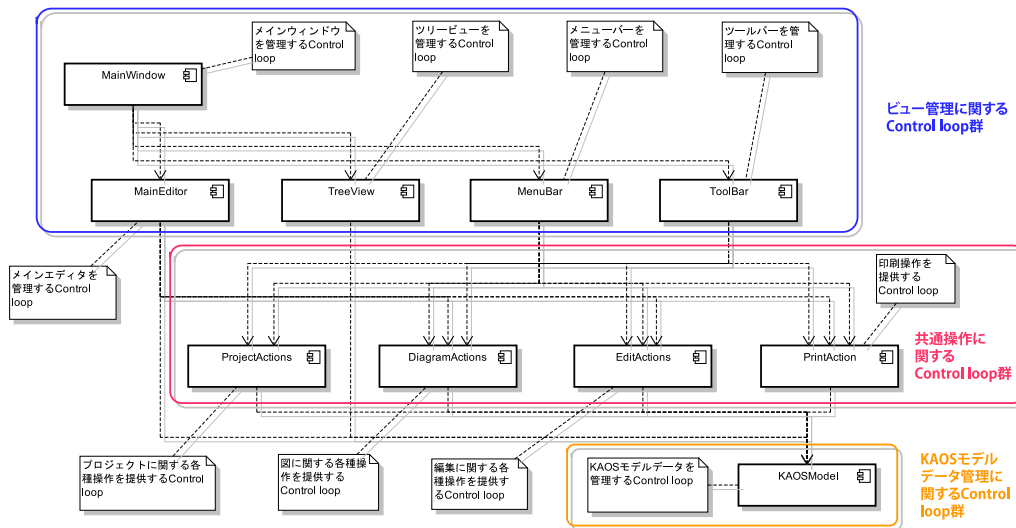 メインウィンドウ
を管理するControl
loop
ツリービューを
管理するControl
loop
メニューバーを
管理するControl
loop
ツールバーを管
理するControl
loop
MainWindow
ビュー管理に関する
Control loop群
MainEditor
TreeView
MenuBar
ToolBar
メインエディタを
管理するControl
loop
印刷操作を
提供する
Control loop
共通操作に
関する
Control loop群
ProjectActions
DiagramActions
EditActions
PrintAction
プロジェクトに関する各
種操作を提供するControl
loop
図に関する各種操
作を提供する
Control loop
編集に関する各
種操作を提供す
るControl loop
KAOSモデルデータを
管理するControl loop
KAOSModel
KAOSモデル
データ管理に
関するControl
loop群